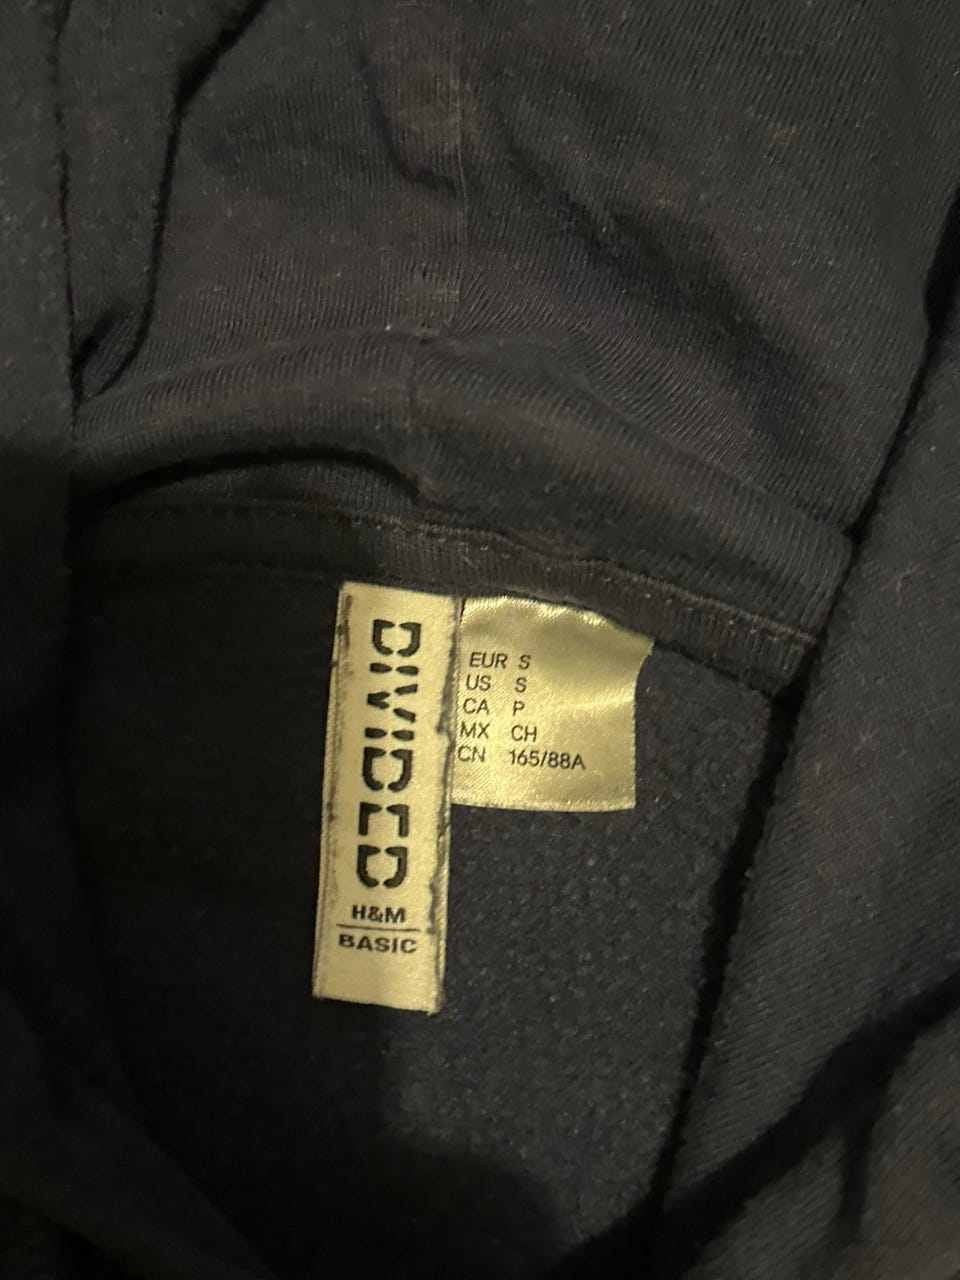 DIVIDED
H&M
BASIC
EUR S
US S
CA P
MX CH
CN 165/88A